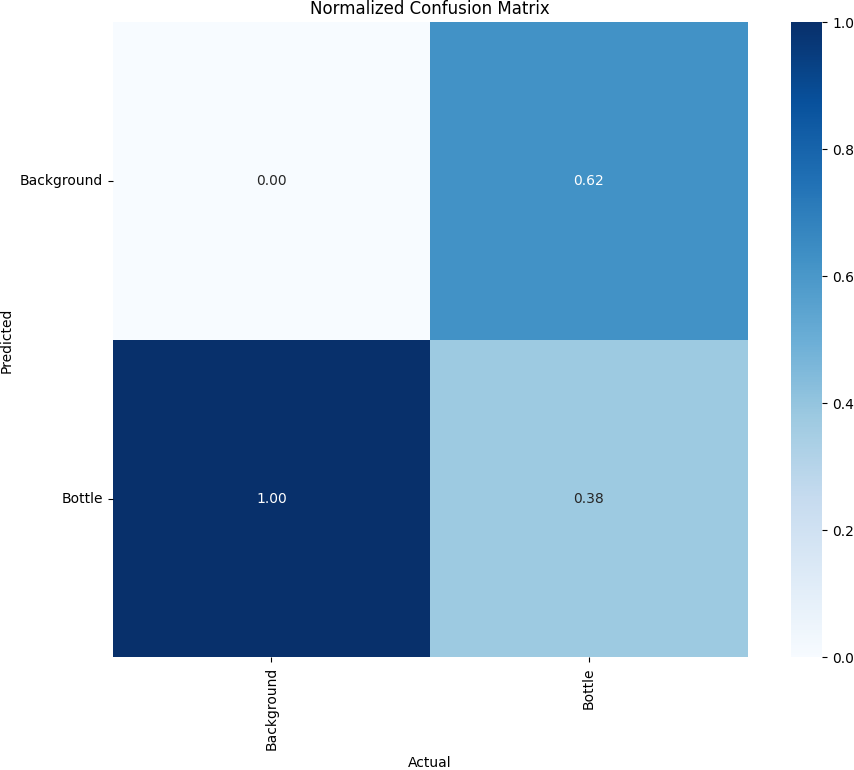 Normalized Confusion Matrix
1.0
0.8
Background
0.00
0.62
0.6
Predicted
0.4
Bottle
1.00
0.38
0.2
0.0
Background
Bottle
Actual